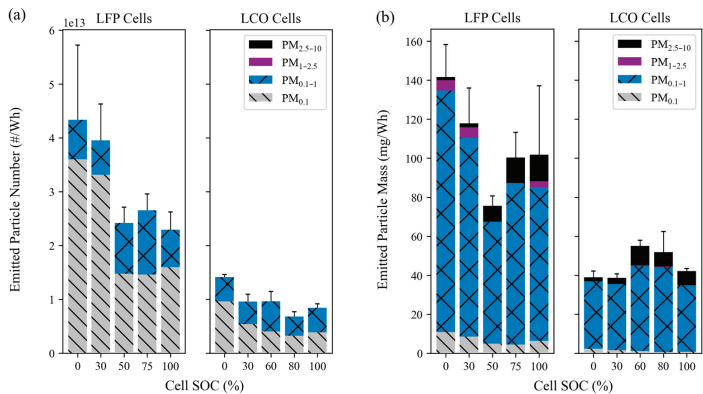 (a)
1e13
LFP Cells
LCO Cells
PM2.5−10
PM1−2.5
PM0.1−1
PM0.1
Emitted Particle Number (#/Wh)
6
5
4
3
2
1
0
0 30 50 75 100
0 30 60 80 100
Cell SOC (%)
(b)
LFP Cells
LCO Cells
PM2.5−10
PM1−2.5
PM0.1−1
PM0.1
Emitted Particle Mass (mg/Wh)
160
140
120
100
80
60
40
20
0
0 30 50 75 100
0 30 60 80 100
Cell SOC (%)